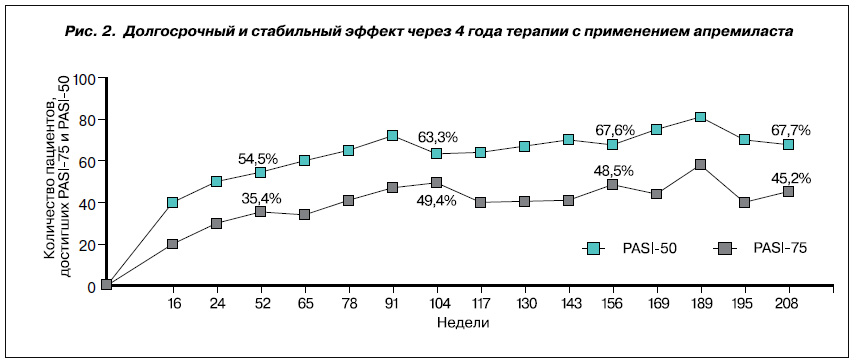 Рис. 2. Долгосрочный и стабильный эффект через 4 года терапии с применением апремиласта
Количество пациентов,
достигших PASI-75 и PASI-50
100
80
60
40
20
0
54,5%
63,3%
67,6%
67,7%
35,4%
49,4%
48,5%
45,2%
PASI-50
PASI-75
16 24 52 65 78 91 104 117 130 143 156 169 189 195 208
Недели